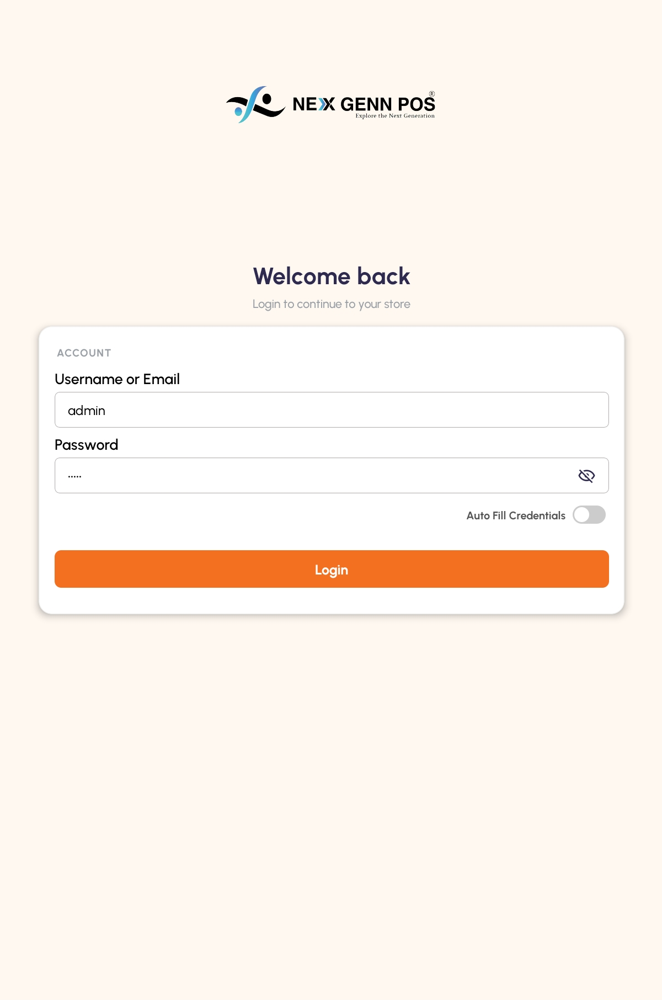 NEXX GENN POS®
Explore the Next Generation
Welcome back
Login to continue to your store
ACCOUNT
Username or Email
admin
Password
•••••
Auto Fill Credentials
Login